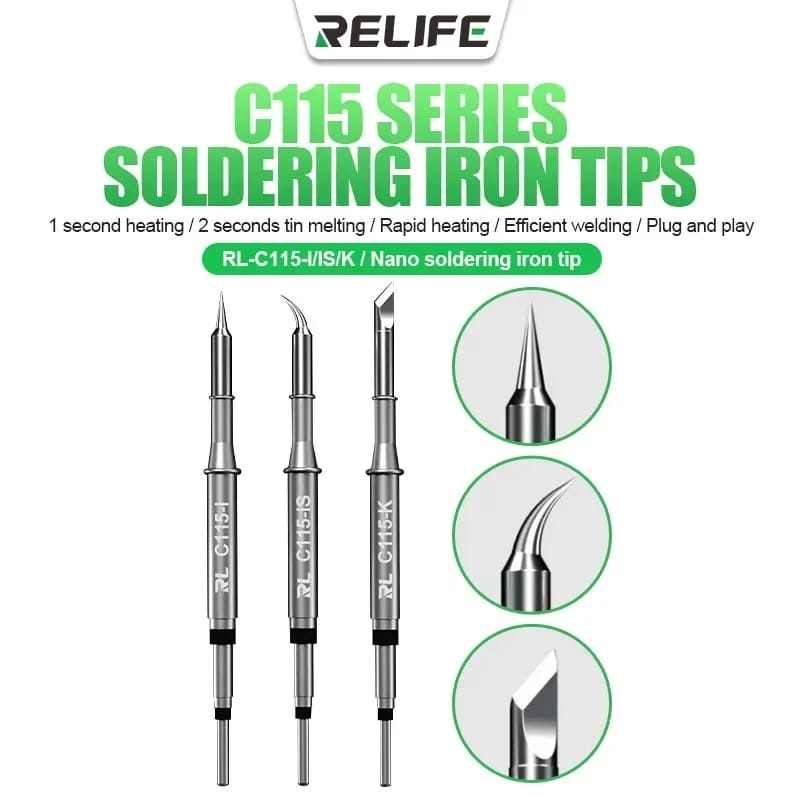 RELIFE
C115 SERIES
SOLDERING IRON TIPS
1 second heating / 2 seconds tin melting / Rapid heating / Efficient welding / Plug and play
RL-C115-I/IS/K / Nano soldering iron tip
RL C115-I
RL C115-IS
RL C115-K